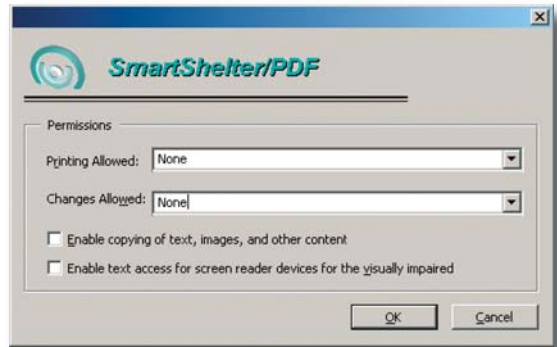 SmartShelter/PDF
Permissions
Printing Allowed: None
Changes Allowed: None
Enable copying of text, images, and other content
Enable text access for screen reader devices for the visually impaired
OK Cancel